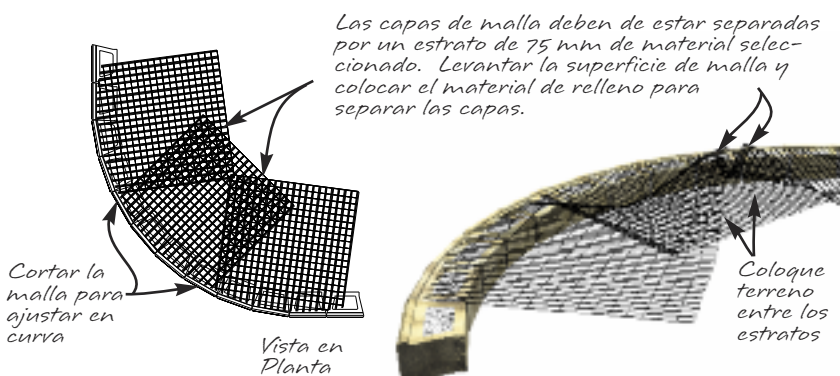 Las capas de malla deben de estar separadas
por un estrato de 75 mm de material selec-
cionado. Levantar la superficie de malla y
colocar el material de relleno para
separar las capas.
Cortar la
malla para
ajustar en
curva
Vista en
Planta
Coloque
terreno
entre los
estratos